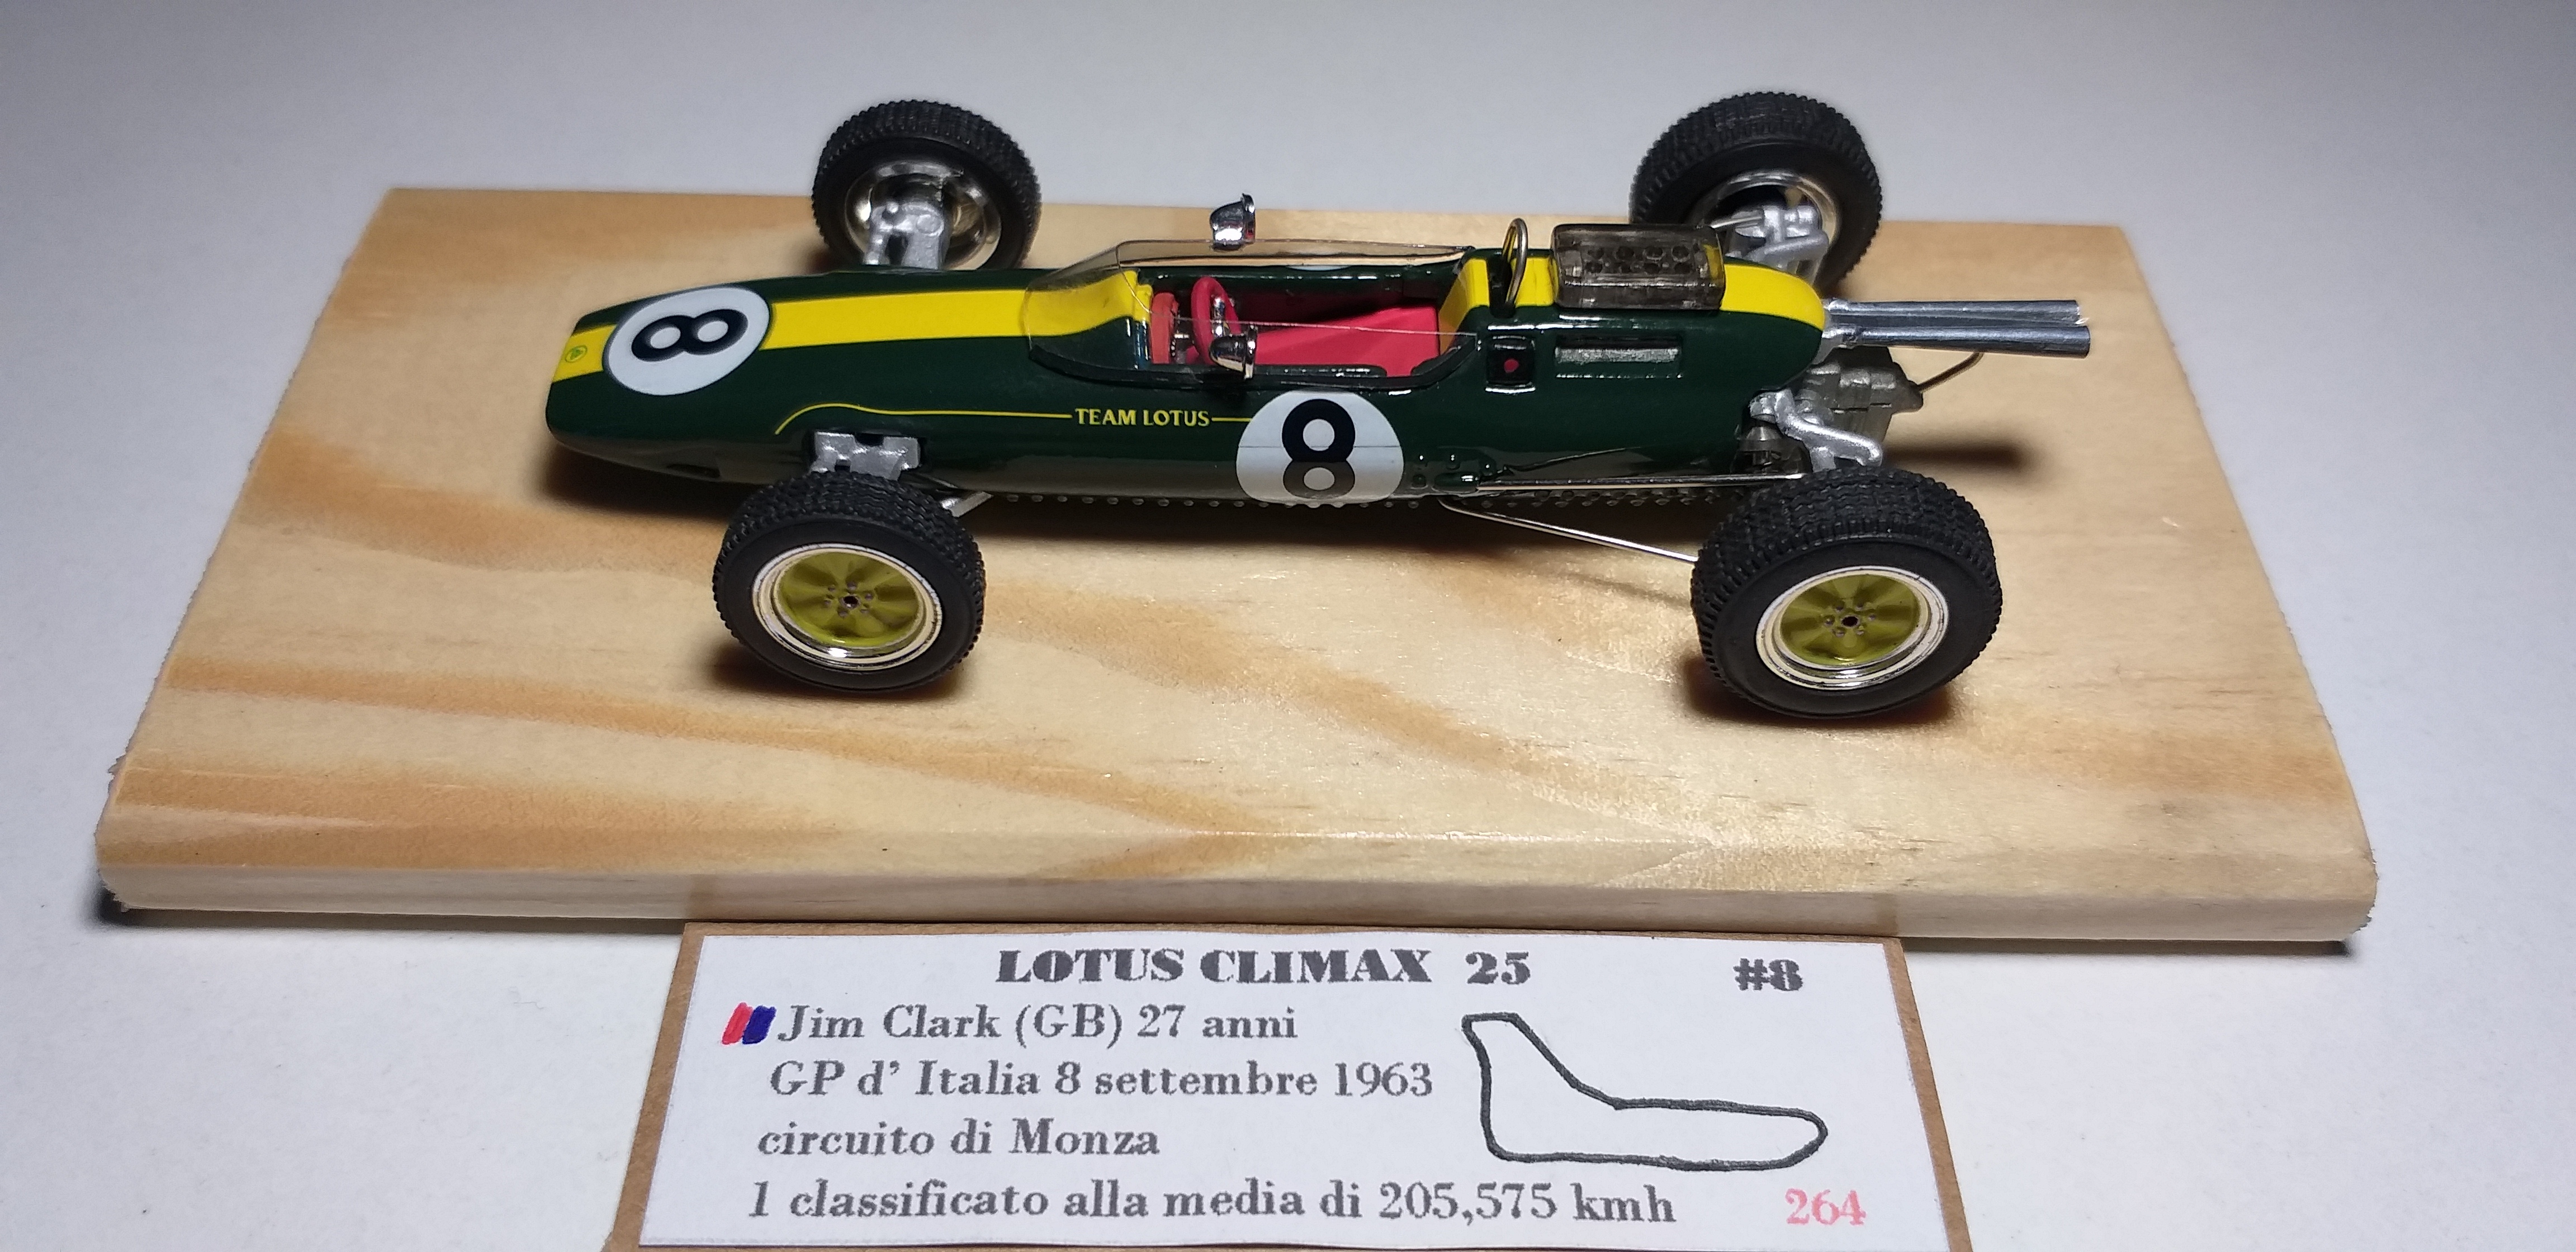 8
TEAM LOTUS
8
LOTUS CLIMAX 25 #8
Jim Clark (GB) 27 anni
GP d' Italia 8 settembre 1963
circuito di Monza
1 classificato alla media di 205,575 kmh 264